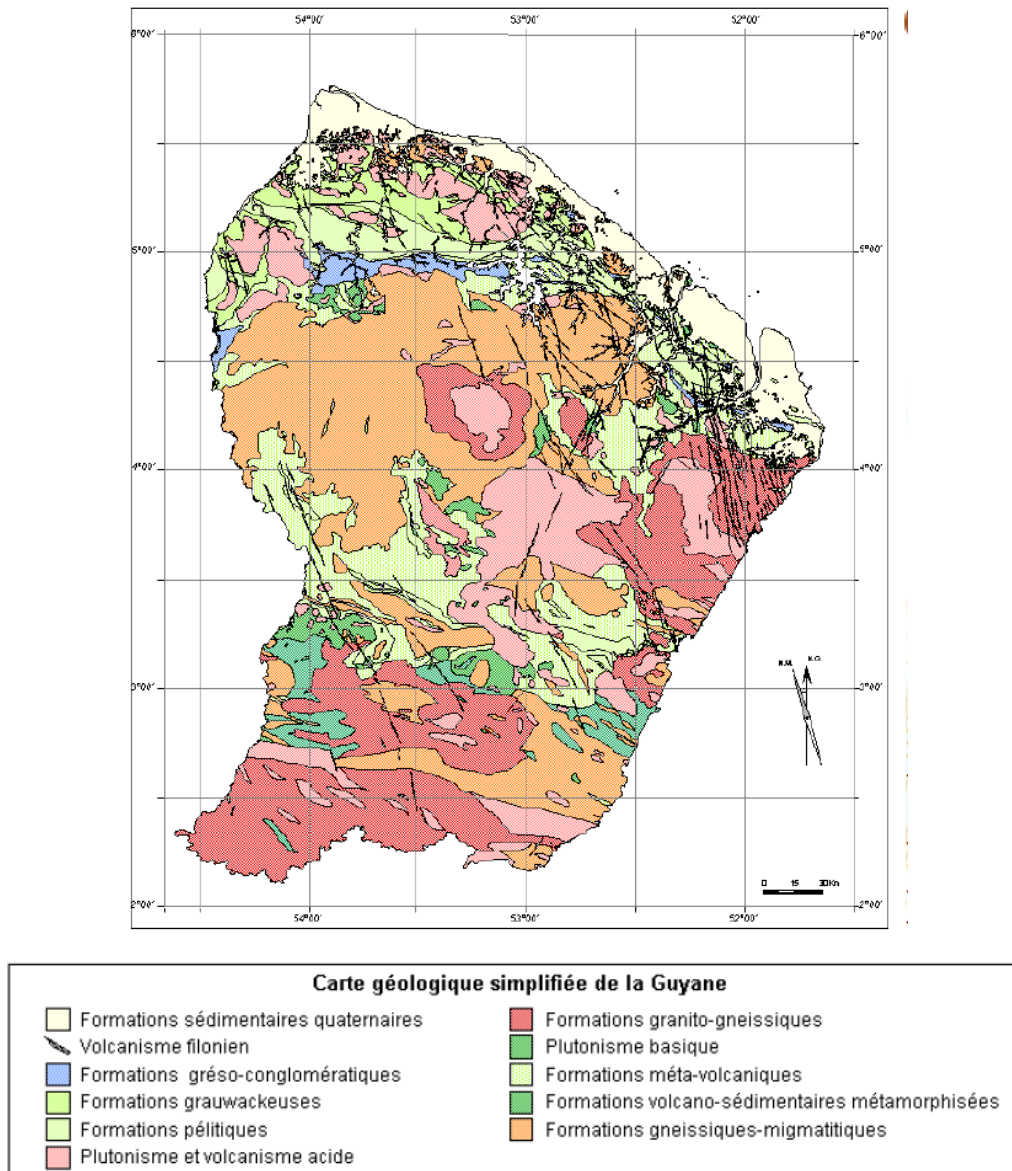 54°00' 53°00' 52°00'
6°00' 6°00'
5°00' 5°00'
4°00' 4°00'
3°00' 3°00'
N.M. N.G
0 15 30Km
2°00' 2°00'
54°00' 53°00' 52°00'
Carte géologique simplifiée de la Guyane
Formations sédimentaires quaternaires
Volcanisme filonien
Formations gréso-conglomératiques
Formations grauwackeuses
Formations pélitiques
Plutonisme et volcanisme acide
Formations granito-gneissiques
Plutonisme basique
Formations méta-volcaniques
Formations volcano-sédimentaires métamorphisées
Formations gneissiques-migmatitiques